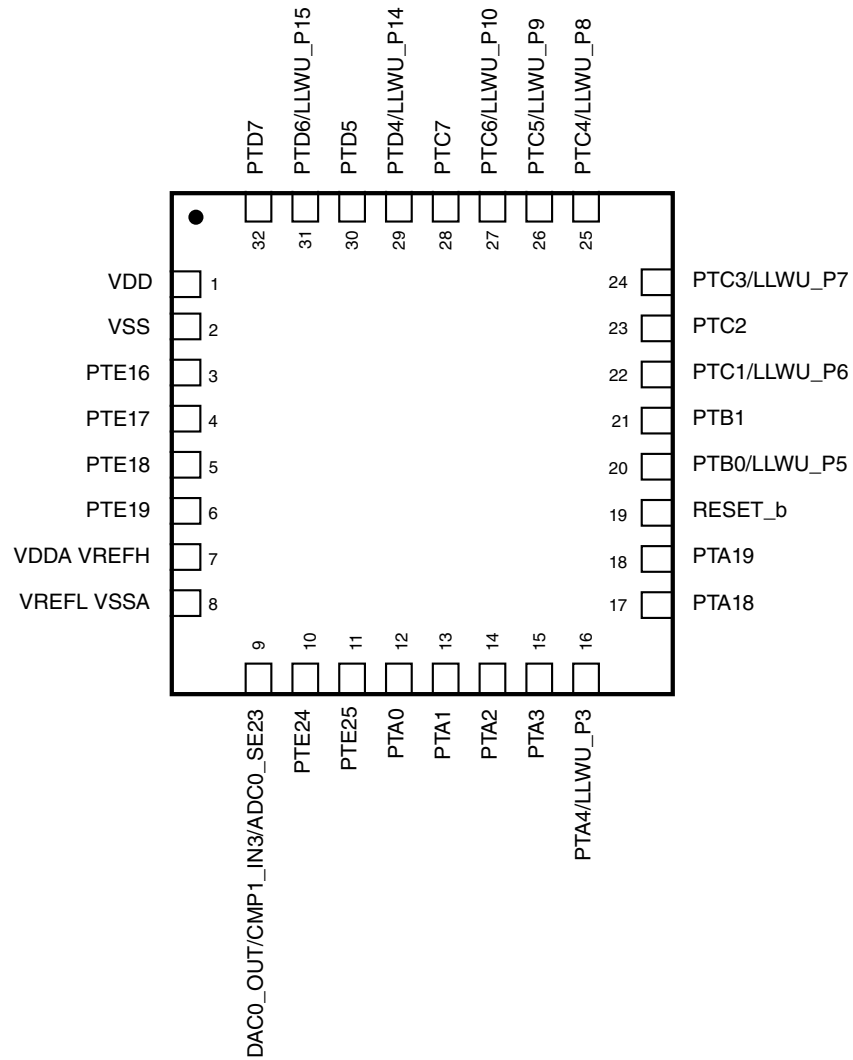 PTD7
PTD6/LLWU_P15
PTD5
PTD4/LLWU_P14
PTC7
PTC6/LLWU_P10
PTC5/LLWU_P9
PTC4/LLWU_P8
32
31
30
29
28
27
26
25
VDD 1
24 PTC3/LLWU_P7
VSS 2
23 PTC2
PTE16 3
22 PTC1/LLWU_P6
PTE17 4
21 PTB1
PTE18 5
20 PTB0/LLWU_P5
PTE19 6
19 RESET_b
VDDA VREFH 7
18 PTA19
VREFL VSSA 8
17 PTA18
9
10
11
12
13
14
15
16
DAC0_OUT/CMP1_IN3/ADC0_SE23
PTE24
PTE25
PTA0
PTA1
PTA2
PTA3
PTA4/LLWU_P3